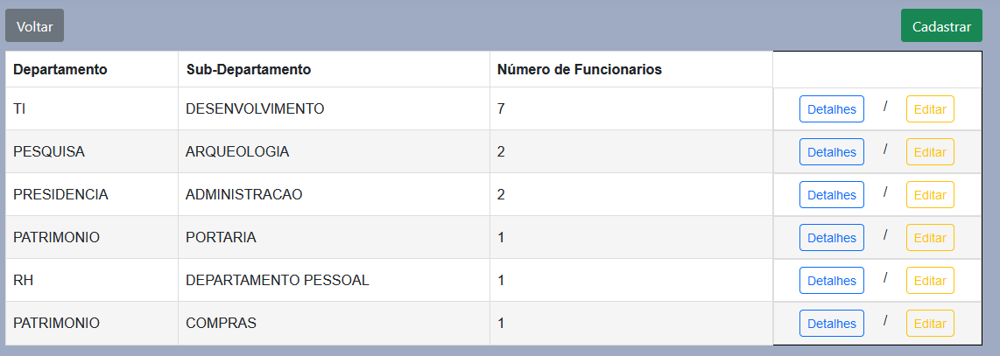 Voltar Cadastrar
Departamento Sub-Departamento Número de Funcionarios
TI DESENVOLVIMENTO 7 Detalhes / Editar
PESQUISA ARQUEOLOGIA 2 Detalhes / Editar
PRESIDENCIA ADMINISTRACAO 2 Detalhes / Editar
PATRIMONIO PORTARIA 1 Detalhes / Editar
RH DEPARTAMENTO PESSOAL 1 Detalhes / Editar
PATRIMONIO COMPRAS 1 Detalhes / Editar